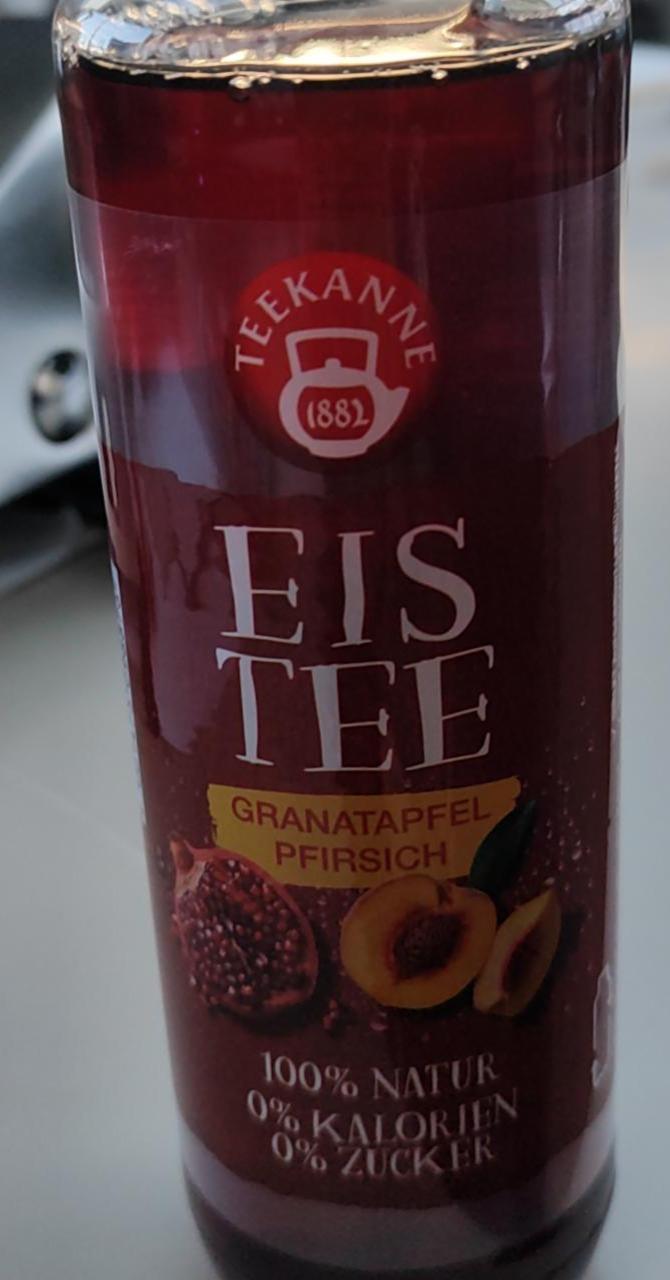 TEEKANNE
1882
EIS
TEE
GRANATAPFEL
PFIRSICH
100% NATUR
0% KALORIEN
0% ZUCKER